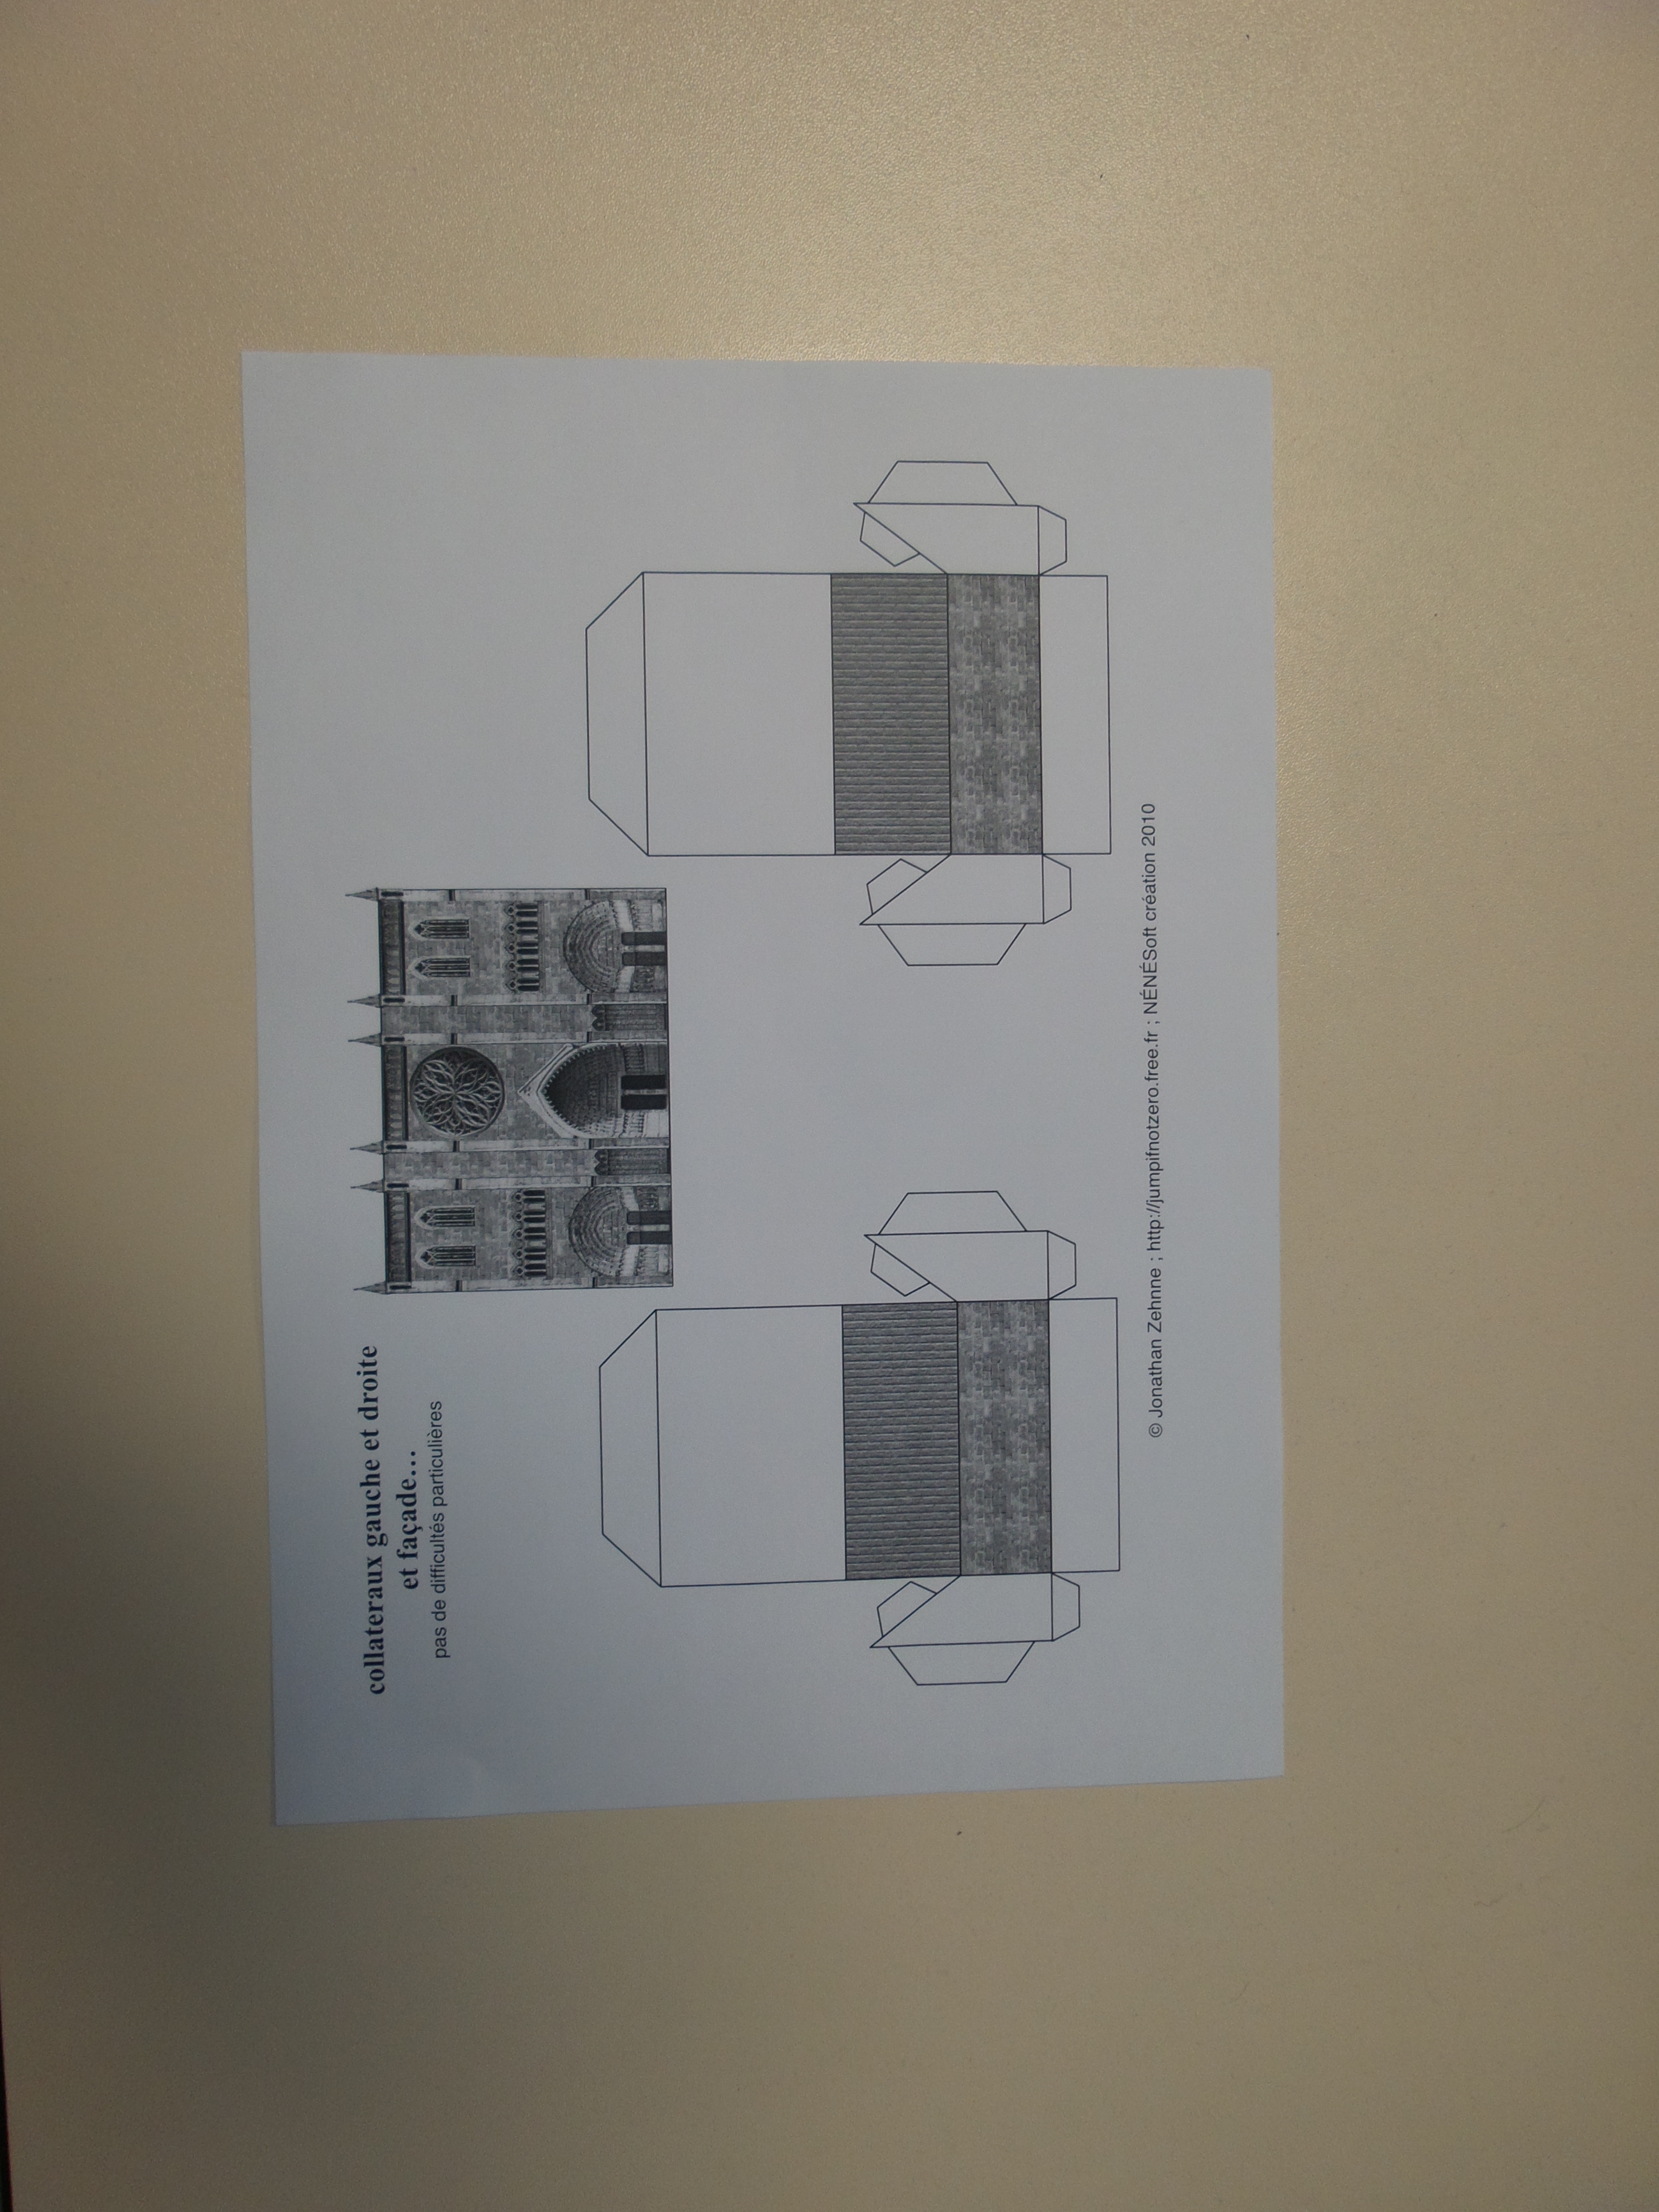 collateraux gauche et droite
et façade...
pas de difficultés particulières
© Jonathan Zehnne ; http://jumpifnotzero.free.fr ; NÉNÉSoft création 2010